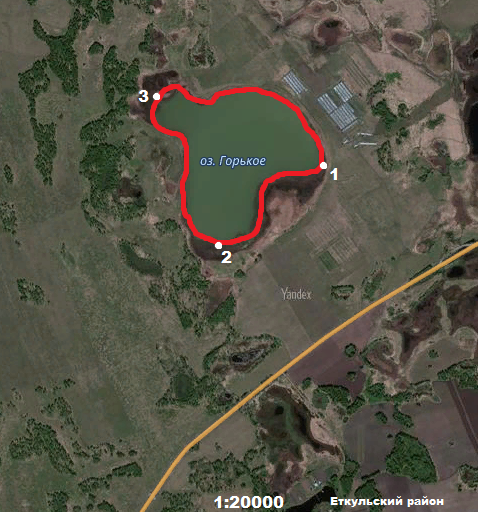 3
оз. Горькое
1
2
Yandex
1:20000
Еткульский район